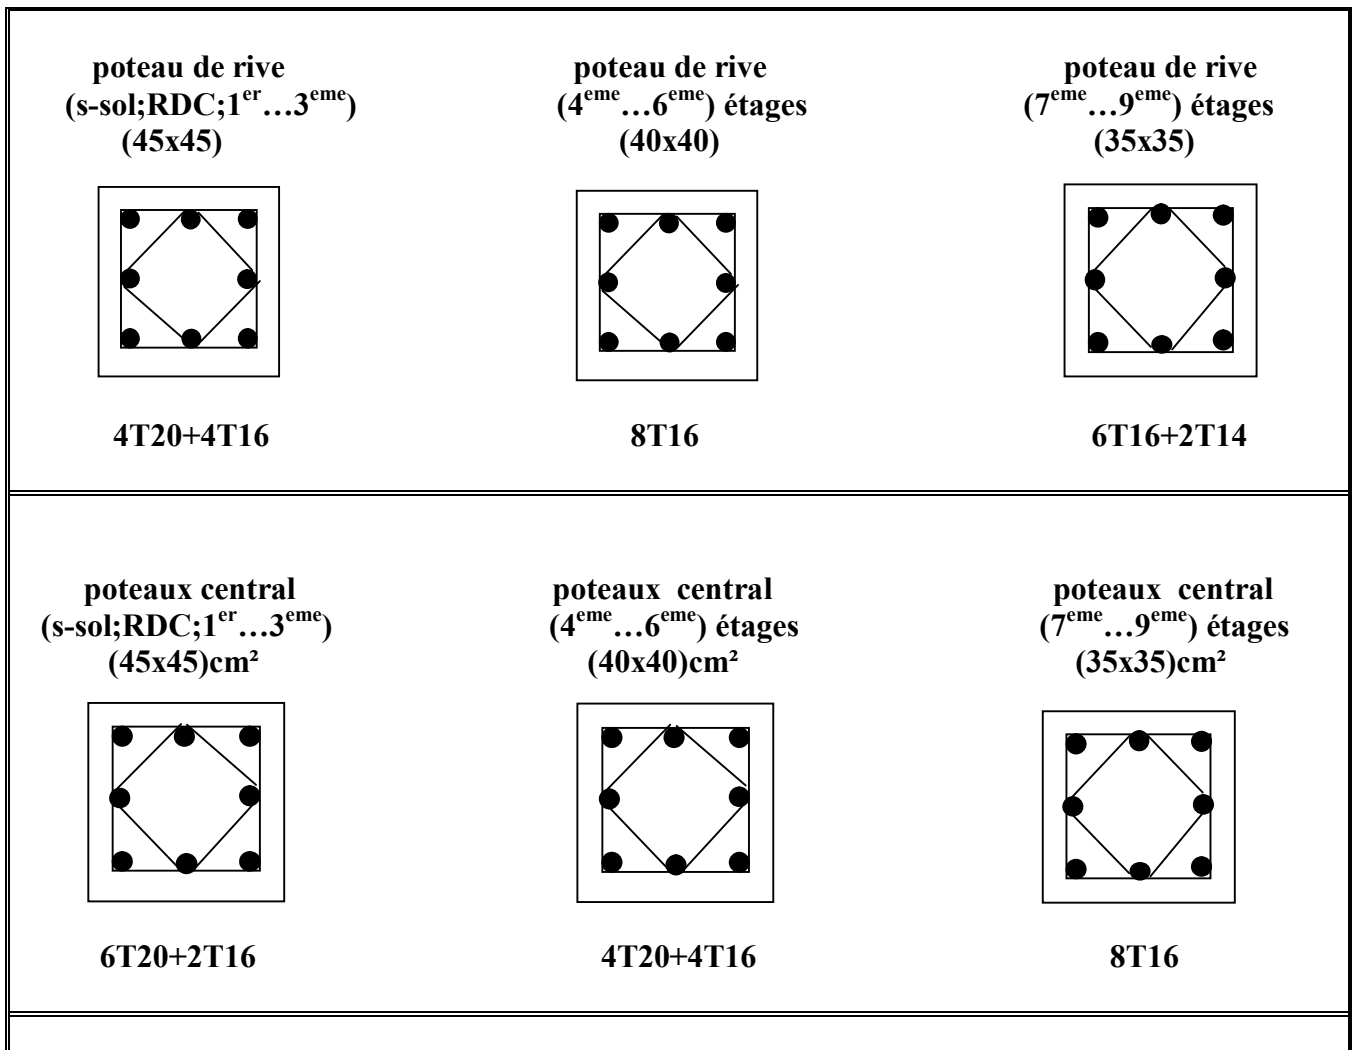 poteau de rive
(s-sol;RDC;1er…3eme)
(45x45)
4T20+4T16
poteau de rive
(4eme…6eme) étages
(40x40)
8T16
poteau de rive
(7eme…9eme) étages
(35x35)
6T16+2T14
poteaux central
(s-sol;RDC;1er…3eme)
(45x45)cm²
6T20+2T16
poteaux central
(4eme…6eme) étages
(40x40)cm²
4T20+4T16
poteaux central
(7eme…9eme) étages
(35x35)cm²
8T16